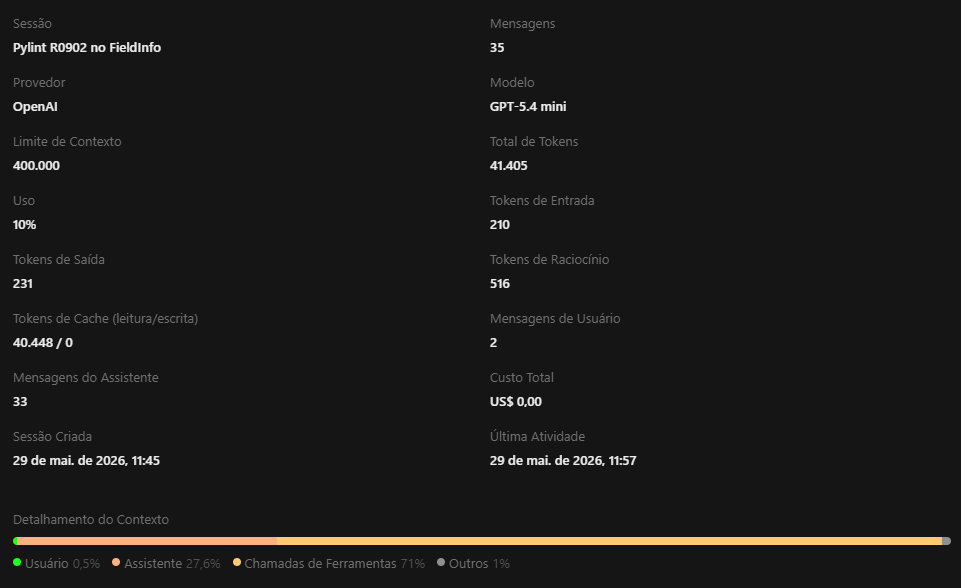 Sessão
Mensagens
Pylint R0902 no FieldInfo
35
Provedor
Modelo
OpenAI
GPT-5.4 mini
Limite de Contexto
Total de Tokens
400.000
41.405
Uso
Tokens de Entrada
10%
210
Tokens de Saída
Tokens de Raciocínio
231
516
Tokens de Cache (leitura/escrita)
Mensagens de Usuário
40.448 / 0
2
Mensagens do Assistente
Custo Total
33
US$ 0,00
Sessão Criada
Última Atividade
29 de mai. de 2026, 11:45
29 de mai. de 2026, 11:57
Detalhamento do Contexto
Usuário 0,5% Assistente 27,6% Chamadas de Ferramentas 71% Outros 1%